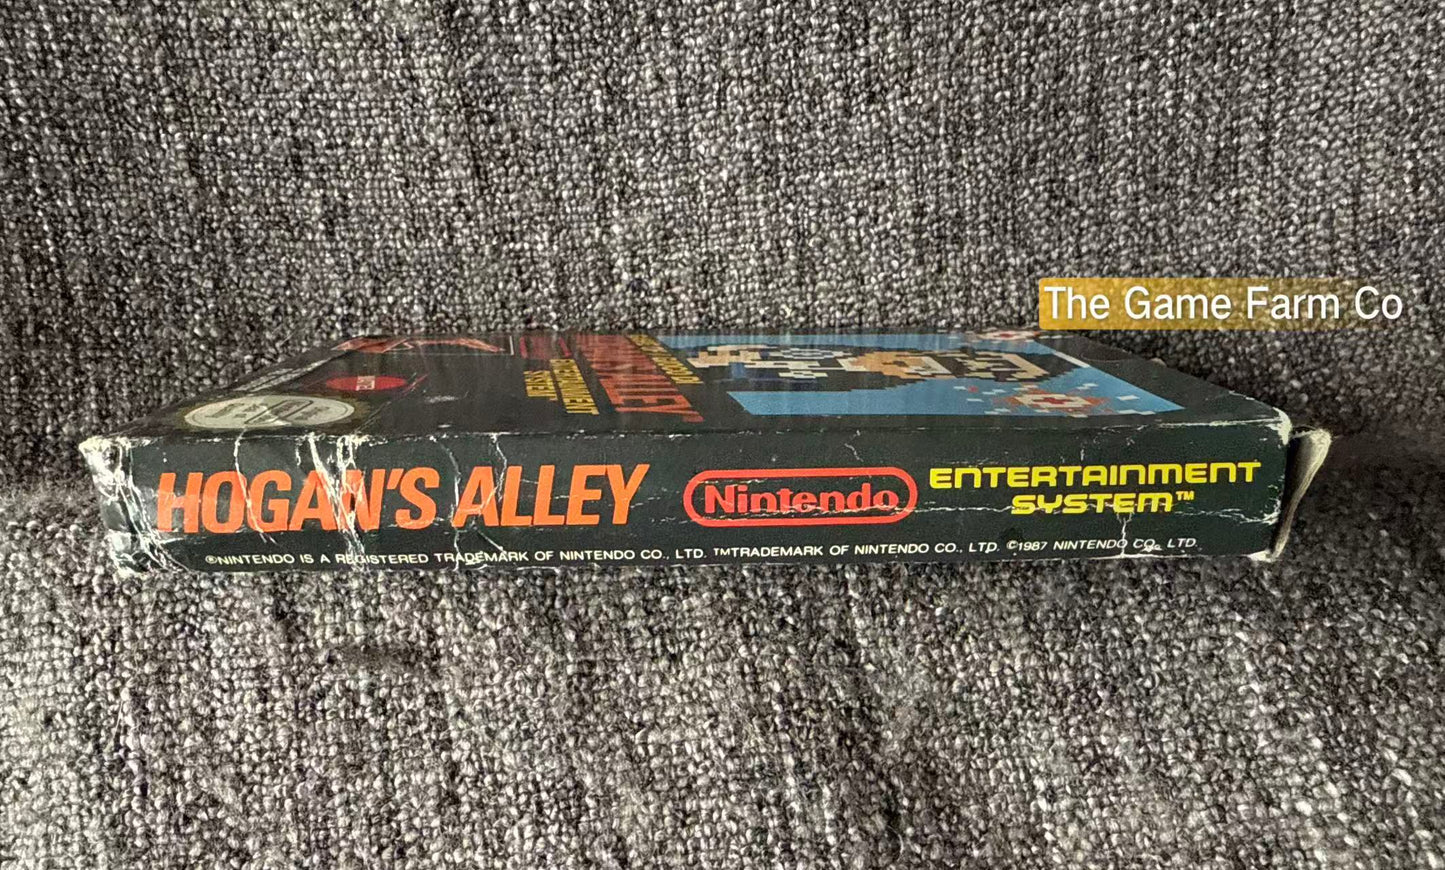 The Game Farm Co
HOGAN'S ALLEY
Nintendo
ENTERTAINMENT
SYSTEM™
®NINTENDO IS A REGISTERED TRADEMARK OF NINTENDO CO., LTD. TMTRADEMARK OF NINTENDO CO., LTD. ©1987 NINTENDO CO., LTD.